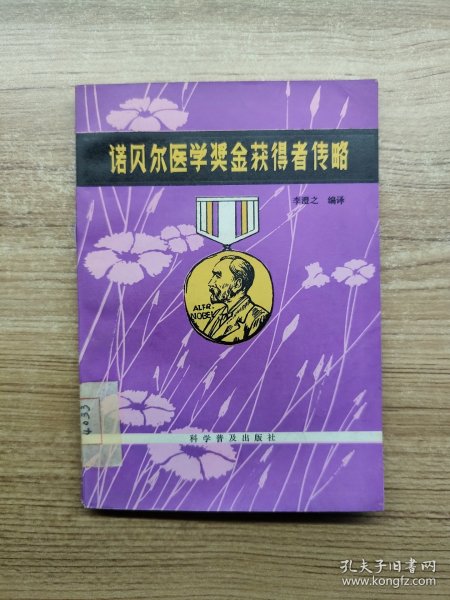 诺贝尔医学奖金获得者传略
李澄之 编译
ALFR.
NOBEL
科学普及出版社
4033
孔夫子旧书网
www.kongfz.com